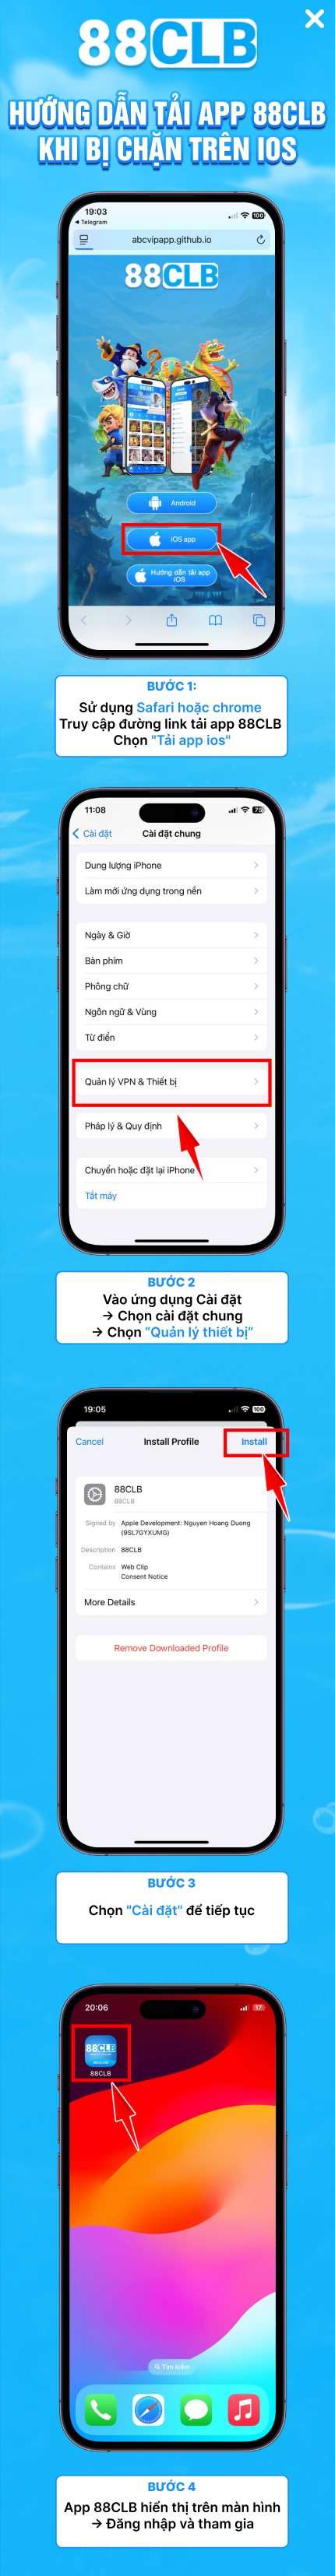 88CLB
HƯỚNG DẪN TẢI APP 88CLB
KHI BỊ CHẶN TRÊN IOS
19:03
100
Telegram
abcvipapp.github.io
88CLB
Android
iOS app
Hướng dẫn tải app
iOS
BƯỚC 1:
Sử dụng Safari hoặc chrome
Truy cập đường link tải app 88CLB
Chọn "Tải app ios"
11:08
Cài đặt
Cài đặt chung
Dung lượng iPhone
Làm mới ứng dụng trong nền
Ngày & Giờ
Bàn phím
Phông chữ
Ngôn ngữ & Vùng
Từ điển
Quản lý VPN & Thiết bị
Pháp lý & Quy định
Chuyển hoặc đặt lại iPhone
Tắt máy
BƯỚC 2
Vào ứng dụng Cài đặt
→ Chọn cài đặt chung
→ Chọn “Quản lý thiết bị”
19:05
100
Cancel
Install Profile
Install
88CLB
88CLB
Signed by Apple Development: Nguyen Hoang Duong
(9SL7GYXUMG)
Description 88CLB
Contains Web Clip
Consent Notice
More Details
Remove Downloaded Profile
BƯỚC 3
Chọn "Cài đặt" để tiếp tục
20:06
17
88CLB
88CLB
Tìm kiếm
BƯỚC 4
App 88CLB hiển thị trên màn hình
→ Đăng nhập và tham gia